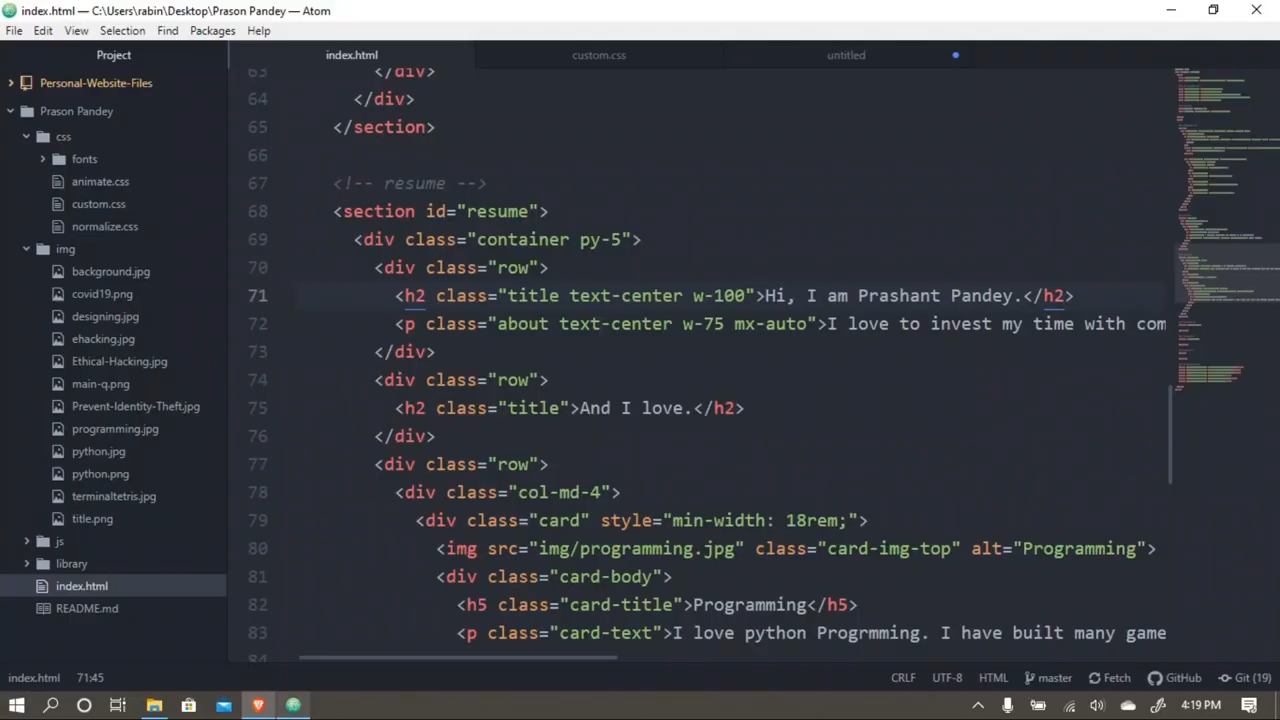 index.html — C:\Users\rabin\Desktop\Prason Pandey — Atom
File Edit View Selection Find Packages Help
Project
Personal-Website-Files
Prason Pandey
css
fonts
animate.css
custom.css
normalize.css
img
background.jpg
covid19.png
designing.jpg
ehacking.jpg
Ethical-Hacking.jpg
main-q.png
Prevent-Identity-Theft.jpg
programming.jpg
python.jpg
python.png
terminaltetris.jpg
title.png
js
library
index.html
README.md
index.html custom.css untitled
63 </div>
64 </div>
65 </section>
66
67 <!-- resume -->
68 <section id="resume">
69 <div class="container py-5">
70 <div class="row">
71 <h2 class="title text-center w-100">Hi, I am Prashant Pandey.</h2>
72 <p class="about text-center w-75 mx-auto">I love to invest my time with com
73 </div>
74 <div class="row">
75 <h2 class="title">And I love.</h2>
76 </div>
77 <div class="row">
78 <div class="col-md-4">
79 <div class="card" style="min-width: 18rem;">
80 <img src="img/programming.jpg" class="card-img-top" alt="Programming">
81 <div class="card-body">
82 <h5 class="card-title">Programming</h5>
83 <p class="card-text">I love python Progrmming. I have built many game
84
index.html 71:45 CRLF UTF-8 HTML master Fetch GitHub Git (19)
4:19 PM